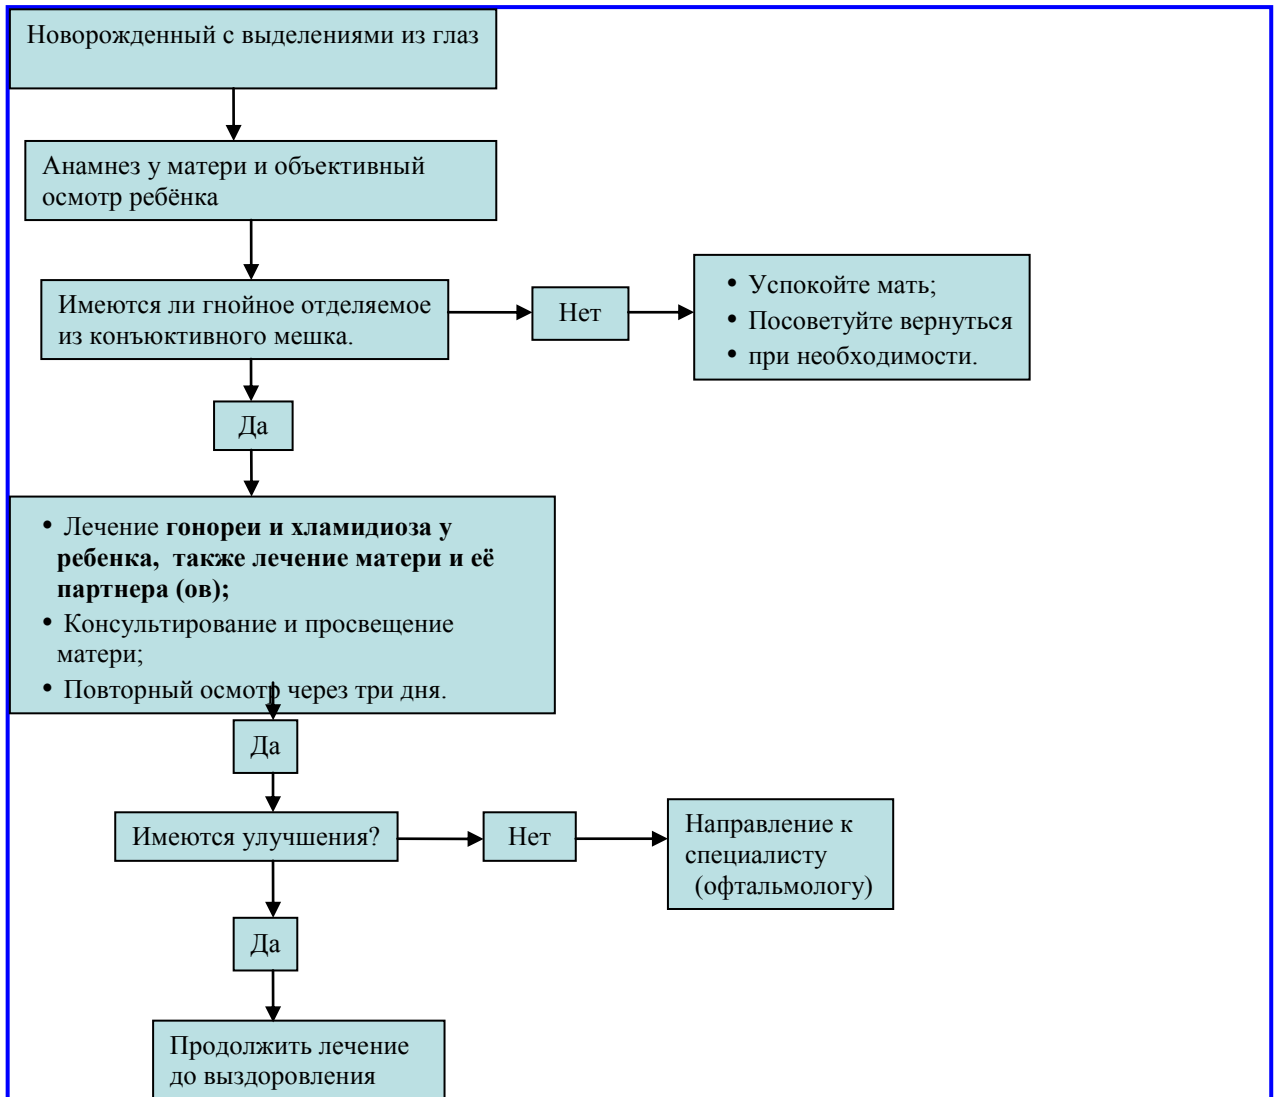 Новорожденный с выделениями из глаз
Анамнез у матери и объективный
осмотр ребёнка
Имеются ли гнойное отделяемое
из конъюктивного мешка.
Нет
• Успокойте мать;
• Посоветуйте вернуться
• при необходимости.
Да
• Лечение гонореи и хламидиоза у
ребенка, также лечение матери и её
партнера (ов);
• Консультирование и просвещение
матери;
• Повторный осмотр через три дня.
Да
Имеются улучшения?
Нет
Направление к
специалисту
(офтальмологу)
Да
Продолжить лечение
до выздоровления